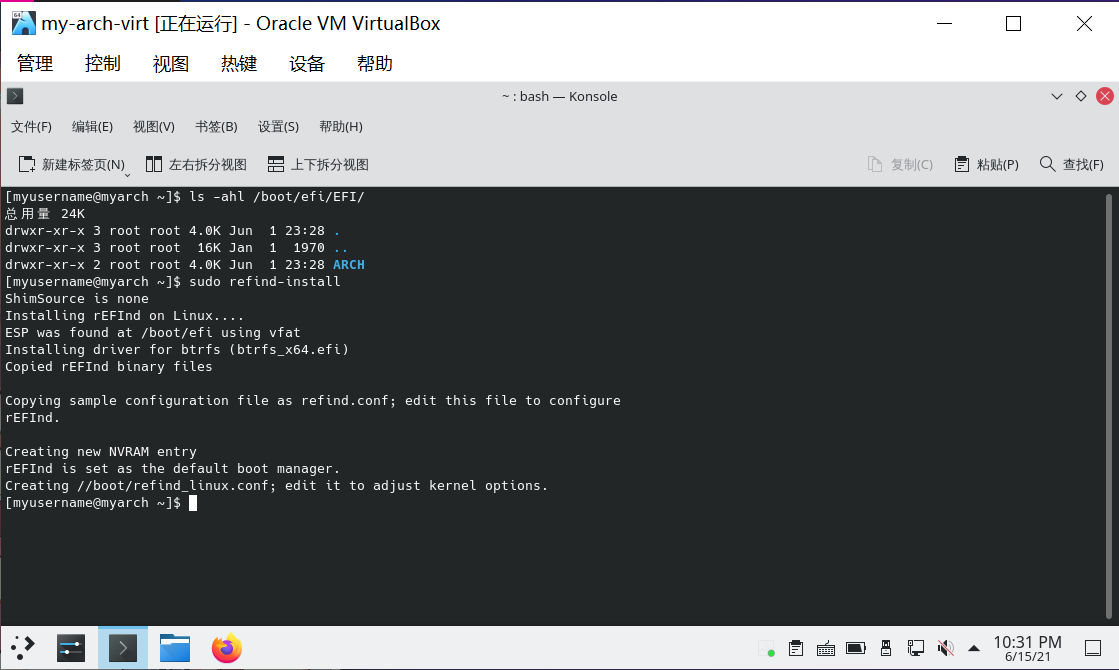 my-arch-virt [正在运行] - Oracle VM VirtualBox
管理 控制 视图 热键 设备 帮助
~ : bash — Konsole
文件(F) 编辑(E) 视图(V) 书签(B) 设置(S) 帮助(H)
新建标签页(N) 左右拆分视图 上下拆分视图 复制(C) 粘贴(P) 查找(F)
[myusername@myarch ~]$ ls -ahl /boot/efi/EFI/
总用量 24K
drwxr-xr-x 3 root root 4.0K Jun  1 23:28 .
drwxr-xr-x 3 root root  16K Jan  1  1970 ..
drwxr-xr-x 2 root root 4.0K Jun  1 23:28 ARCH
[myusername@myarch ~]$ sudo refind-install
ShimSource is none
Installing rEFInd on Linux....
ESP was found at /boot/efi using vfat
Installing driver for btrfs (btrfs_x64.efi)
Copied rEFInd binary files
Copying sample configuration file as refind.conf; edit this file to configure
rEFInd.
Creating new NVRAM entry
rEFInd is set as the default boot manager.
Creating //boot/refind_linux.conf; edit it to adjust kernel options.
[myusername@myarch ~]$
10:31 PM
6/15/21